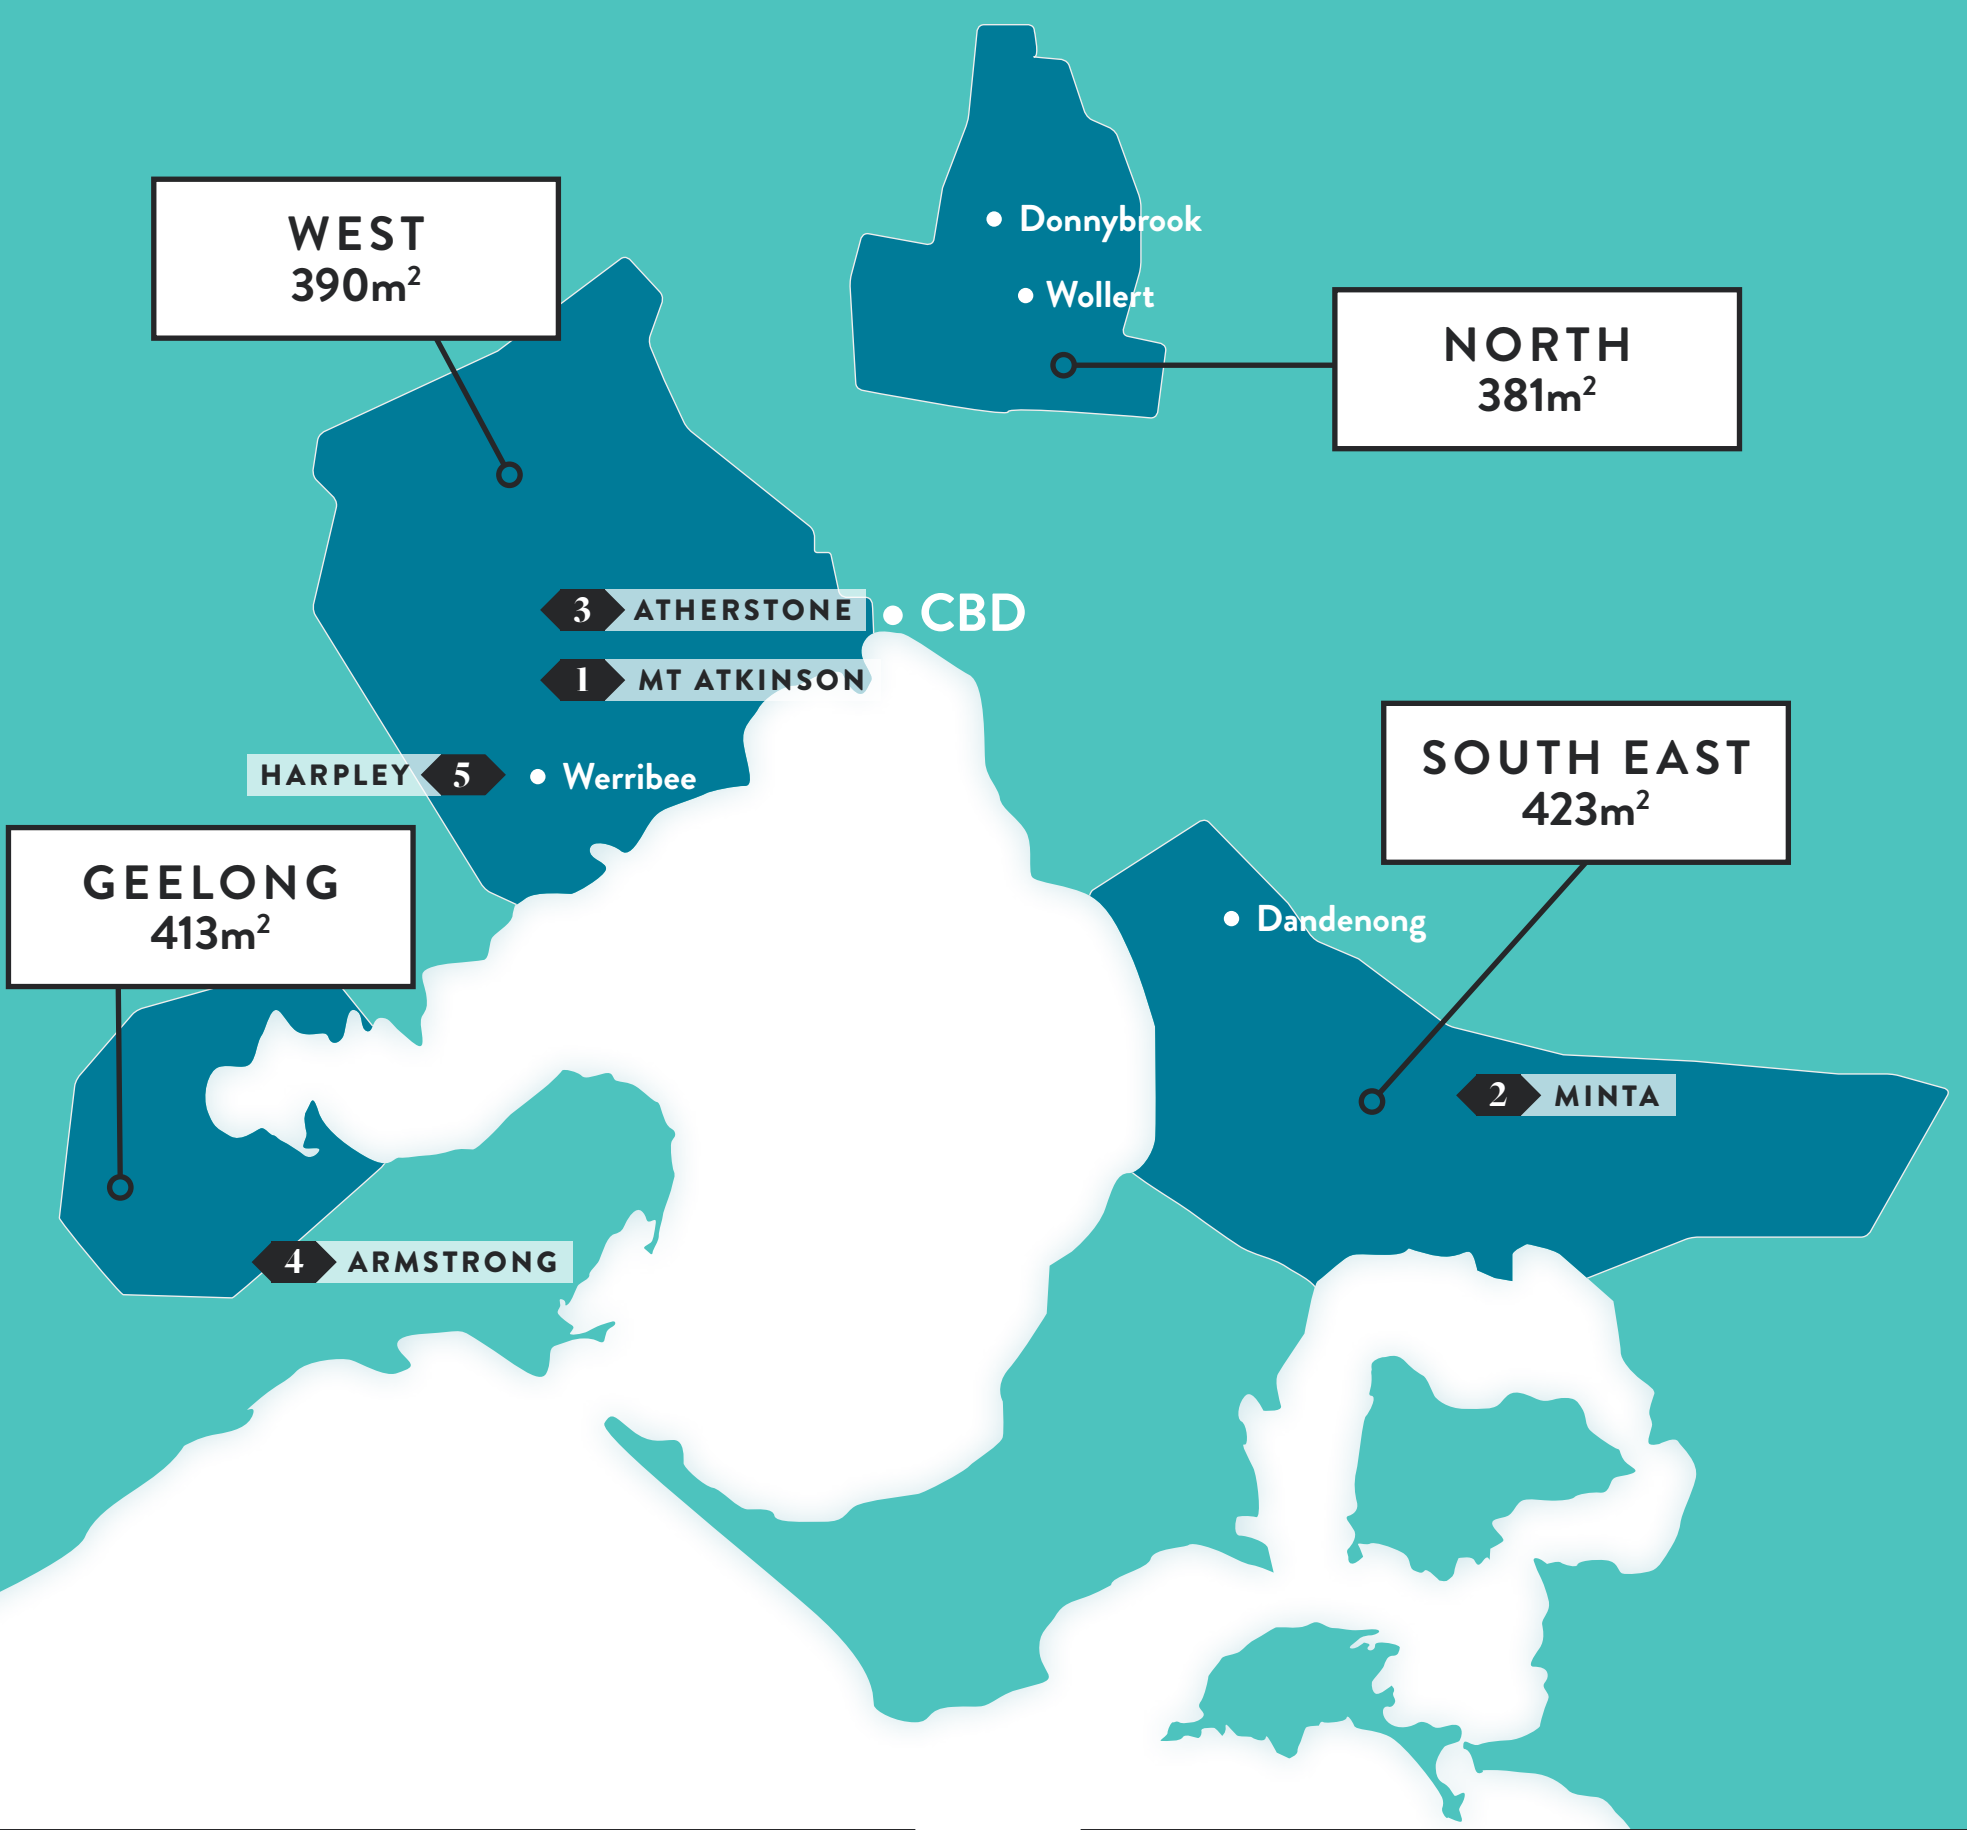 Donnybrook
WEST
390m²
Wollert
NORTH
381m²
3 ATHERSTONE
CBD
1 MT ATKINSON
HARPLEY 5
Werribee
SOUTH EAST
423m²
GEELONG
413m²
Dandenong
2 MINTA
4 ARMSTRONG